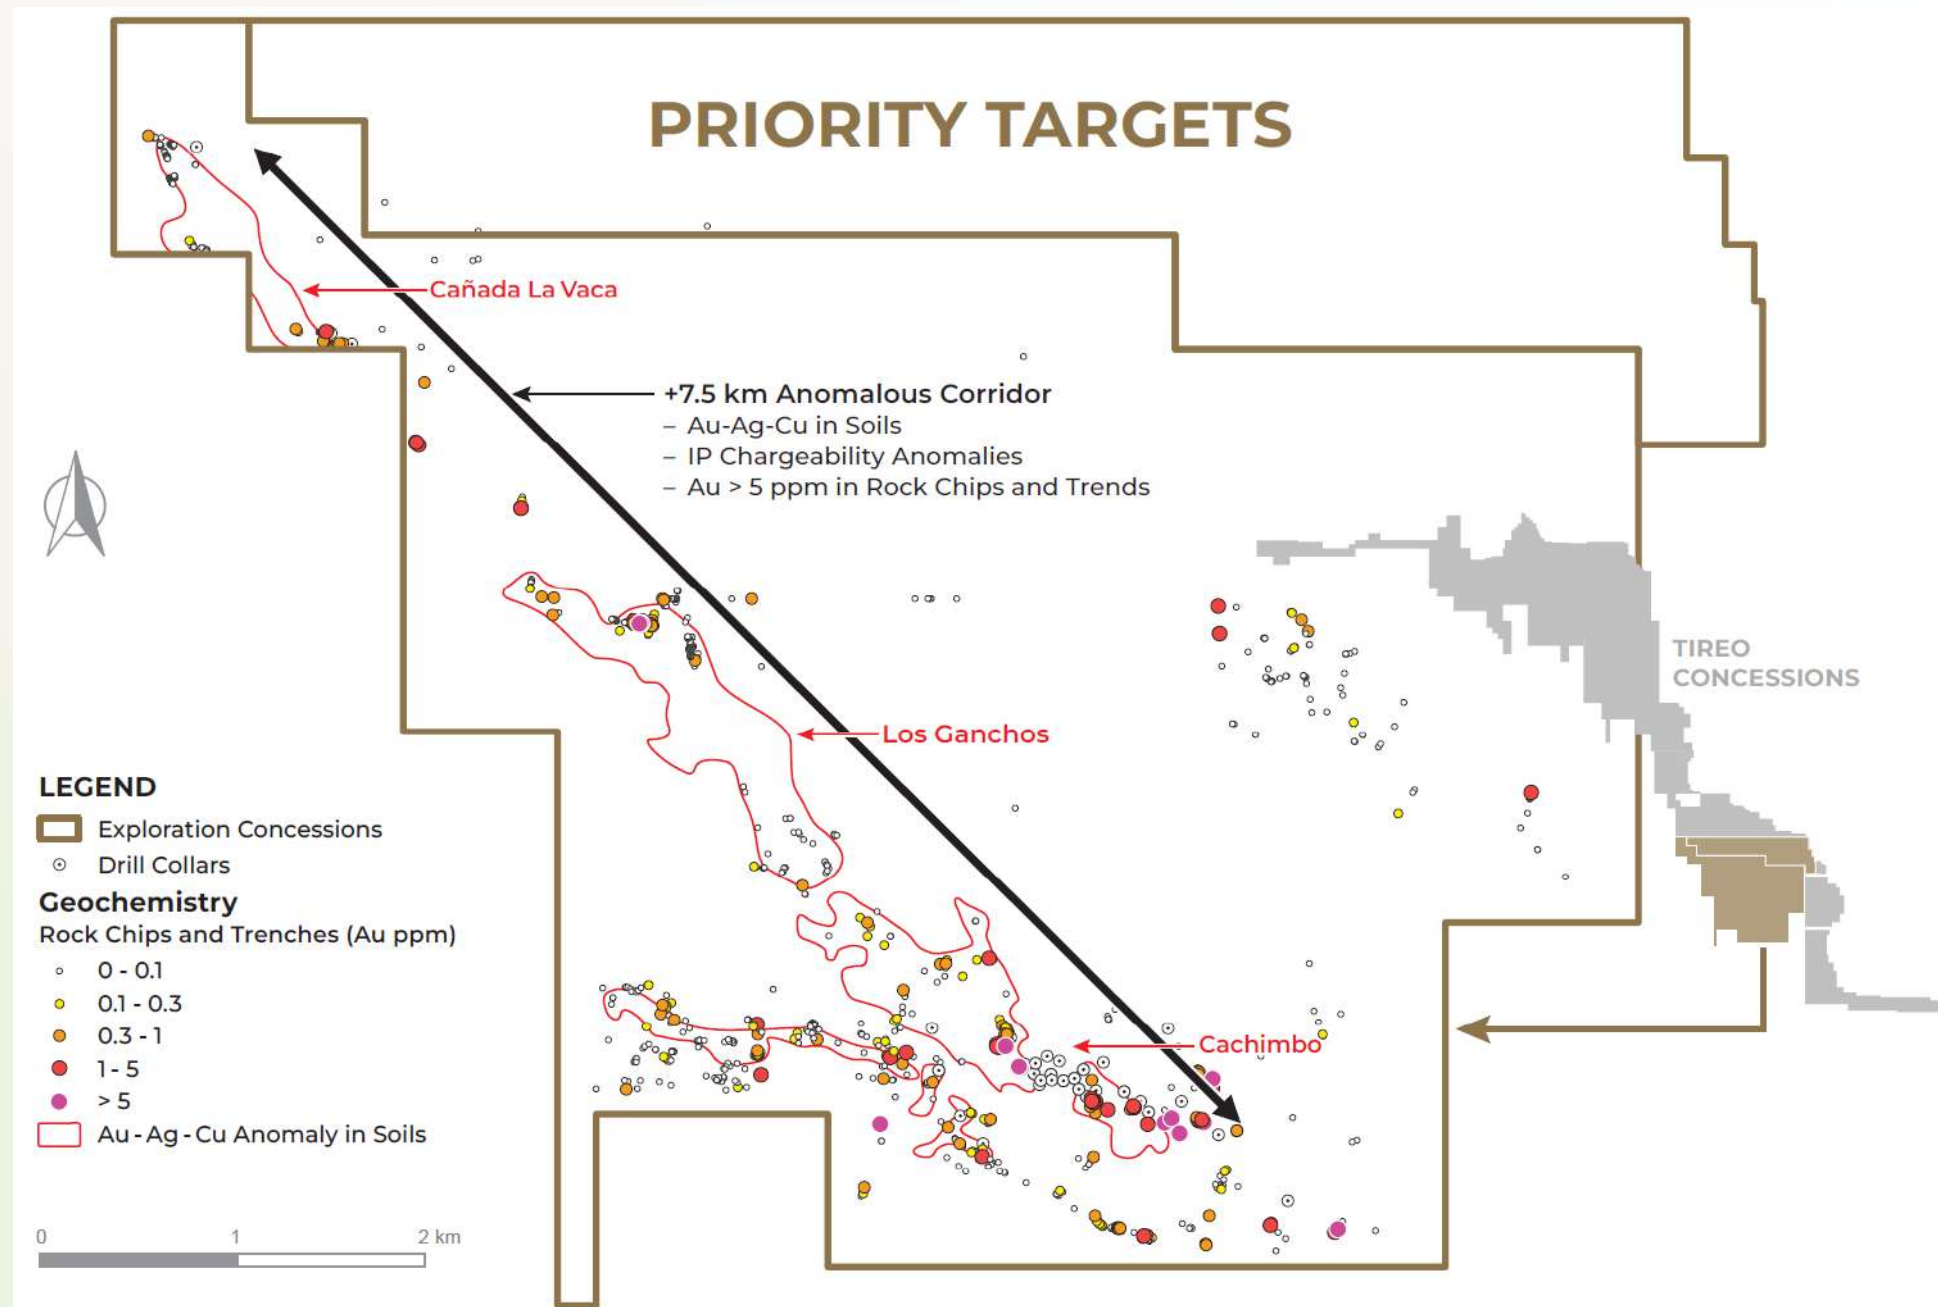 PRIORITY TARGETS
Cañada La Vaca
+7.5 km Anomalous Corridor
– Au-Ag-Cu in Soils
– IP Chargeability Anomalies
– Au > 5 ppm in Rock Chips and Trends
TIREO
CONCESSIONS
Los Ganchos
Cachimbo
LEGEND
Exploration Concessions
Drill Collars
Geochemistry
Rock Chips and Trenches (Au ppm)
0 - 0.1
0.1 - 0.3
0.3 - 1
1 - 5
> 5
Au - Ag - Cu Anomaly in Soils
0 1 2 km